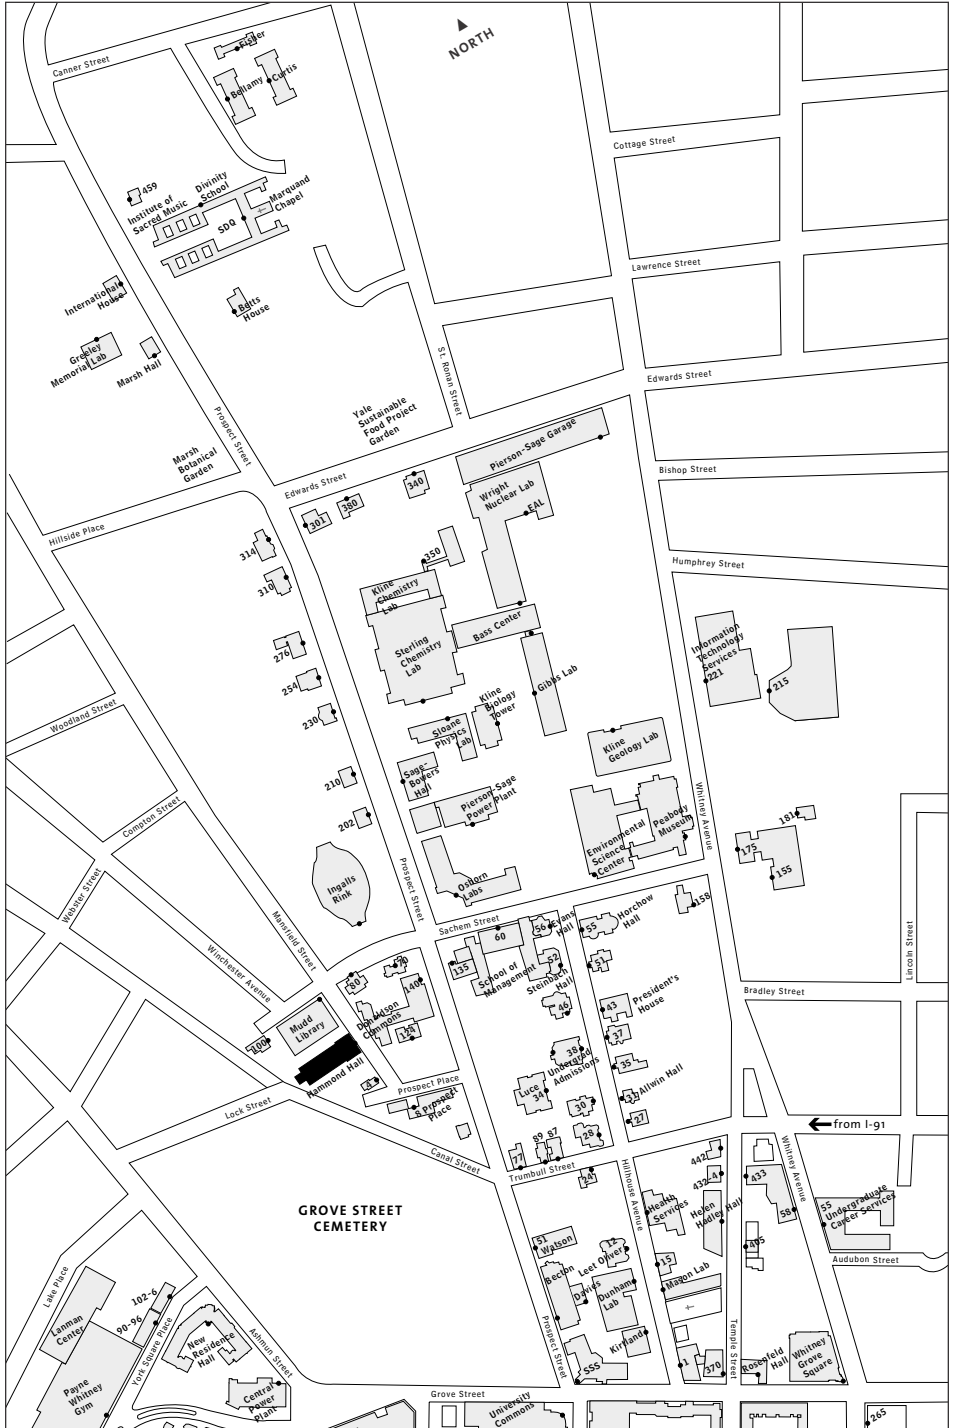 NORTH
Fisher
Canner Street
Bellamy
Curtis
Cottage Street
459
Divinity
School
Institute of
Sacred Music
Marquand
Chapel
SDQ
Lawrence Street
International
House
Betts
House
Greeley
Memorial Lab
Marsh Hall
St. Ronan Street
Edwards Street
Yale
Sustainable
Food Project
Garden
Prospect Street
Marsh
Botanical
Garden
Pierson-Sage Garage
Bishop Street
Edwards Street
340
Wright
Nuclear Lab
EAL
380
301
Hillside Place
314
350
Humphrey Street
310
Kline
Chemistry
Lab
Bass Center
Information
Technology
Services
221
276
Sterling
Chemistry
Lab
Gibbs Lab
215
254
Kline
Biology
Tower
Woodland Street
230
Sloane
Physics
Lab
Kline
Geology Lab
210
Sage-
Bowers
Hall
Pierson-Sage
Power Plant
Whitney Avenue
Compton Street
202
Environmental
Science
Center
Peabody
Museum
181
175
155
Ingalls
Rink
Prospect Street
Osborn
Labs
Webster Street
Mansfield Street
Sachem Street
158
60
56
Evans
Hall
55
Horchow
Hall
Lincoln Street
Winchester Avenue
70
80
135
School of
Management
52
Steinbach
Hall
51
140
46
43
President's
House
Bradley Street
Mudd
Library
Donaldson
Commons
124
37
100
38
Undergrad
Admissions
35
Hammond Hall
4
Prospect Place
Luce
34
31
Allwin Hall
8 Prospect
Place
30
27
Lock Street
28
from I-91
Canal Street
77
89
87
Trumbull Street
24
Hillhouse Avenue
442
432-4
433
Whitney Avenue
GROVE STREET
CEMETERY
Health
Services
Helen
Hadley Hall
58
55
Undergraduate
Career Services
51
Watson
12
Leet Oliver
405
15
Audubon Street
Lake Place
Becton
Davies
Dunham
Lab
Mason Lab
102-6
90-96
Lanman
Center
New
Residence
Hall
York Square Place
Ashmun Street
Prospect Street
Kirtland
Temple Street
SSS
1
370
Rosenfeld
Hall
Whitney
Grove
Square
Payne
Whitney
Gym
Central
Power
Plant
Grove Street
University
Commons
265